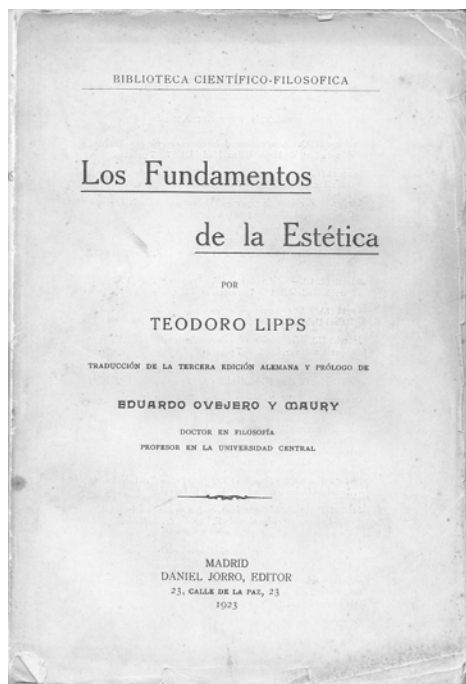 BIBLIOTECA CIENTÍFICO-FILOSOFICA
Los Fundamentos
de la Estética
POR
TEODORO LIPPS
TRADUCCIÓN DE LA TERCERA EDICIÓN ALEMANA Y PRÓLOGO DE
EDUARDO OVEJERO Y MAURY
DOCTOR EN FILOSOFÍA
PROFESOR EN LA UNIVERSIDAD CENTRAL
MADRID
DANIEL JORRO, EDITOR
23, CALLE DE LA PAZ, 23
1923